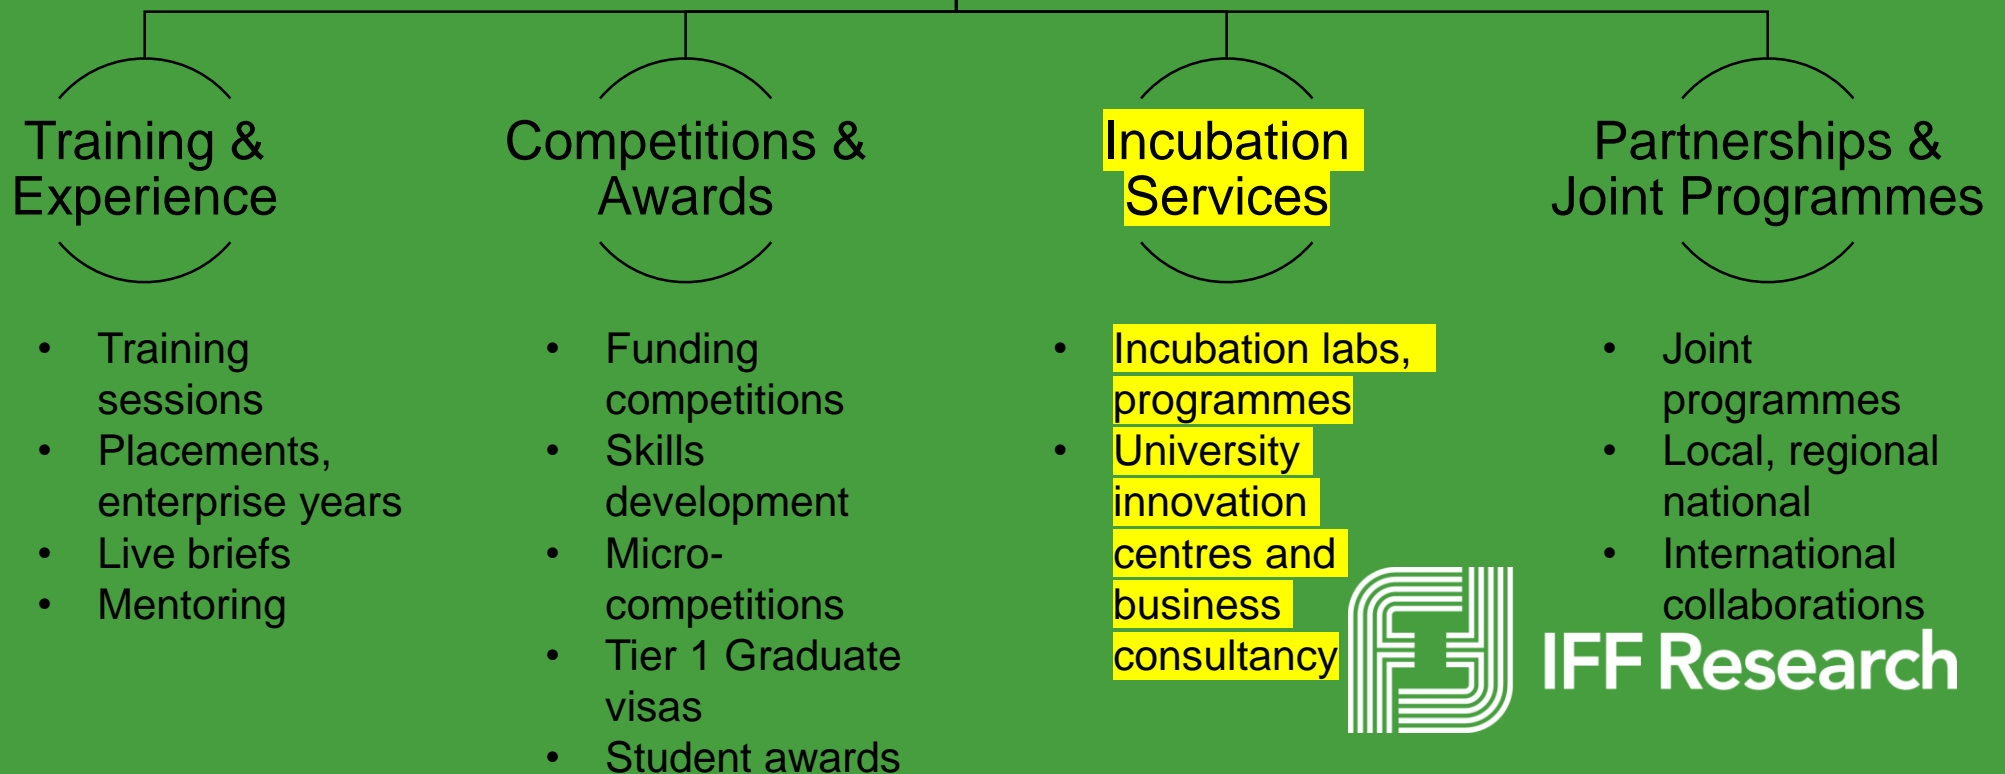 Training &
Experience
• Training
sessions
• Placements,
enterprise years
• Live briefs
• Mentoring
Competitions &
Awards
• Funding
competitions
• Skills
development
• Micro-
competitions
• Tier 1 Graduate
visas
• Student awards
Incubation
Services
• Incubation labs,
programmes
• University
innovation
centres and
business
consultancy
Partnerships &
Joint Programmes
• Joint
programmes
• Local, regional
national
• International
collaborations
IFF Research